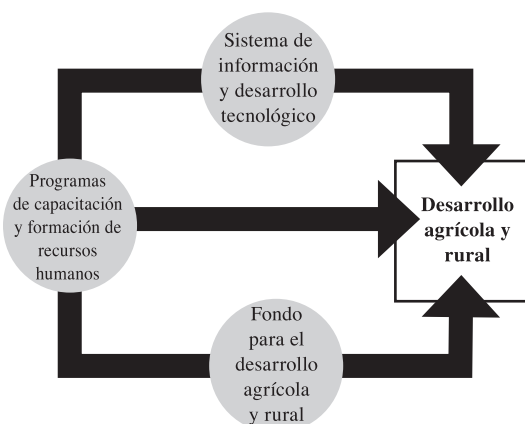 Sistema de
información
y desarrollo
tecnológico
Programas
de capacitación
y formación de
recursos
humanos
Desarrollo
agrícola y
rural
Fondo
para el
desarrollo
agrícola
y rural